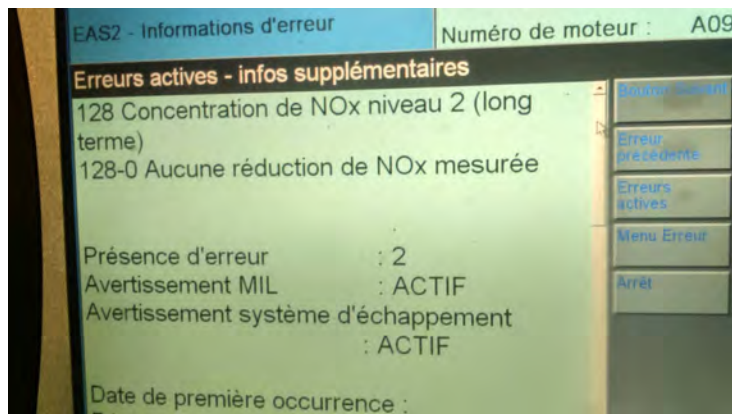 EAS2 - Informations d'erreur
Numéro de moteur : A09
Erreurs actives - infos supplémentaires
128 Concentration de NOx niveau 2 (long
terme)
128-0 Aucune réduction de NOx mesurée
Présence d'erreur : 2
Avertissement MIL : ACTIF
Avertissement système d'échappement
: ACTIF
Date de première occurrence :
Erreur
précédente
Erreurs
actives
Menu Erreur
Arrêt